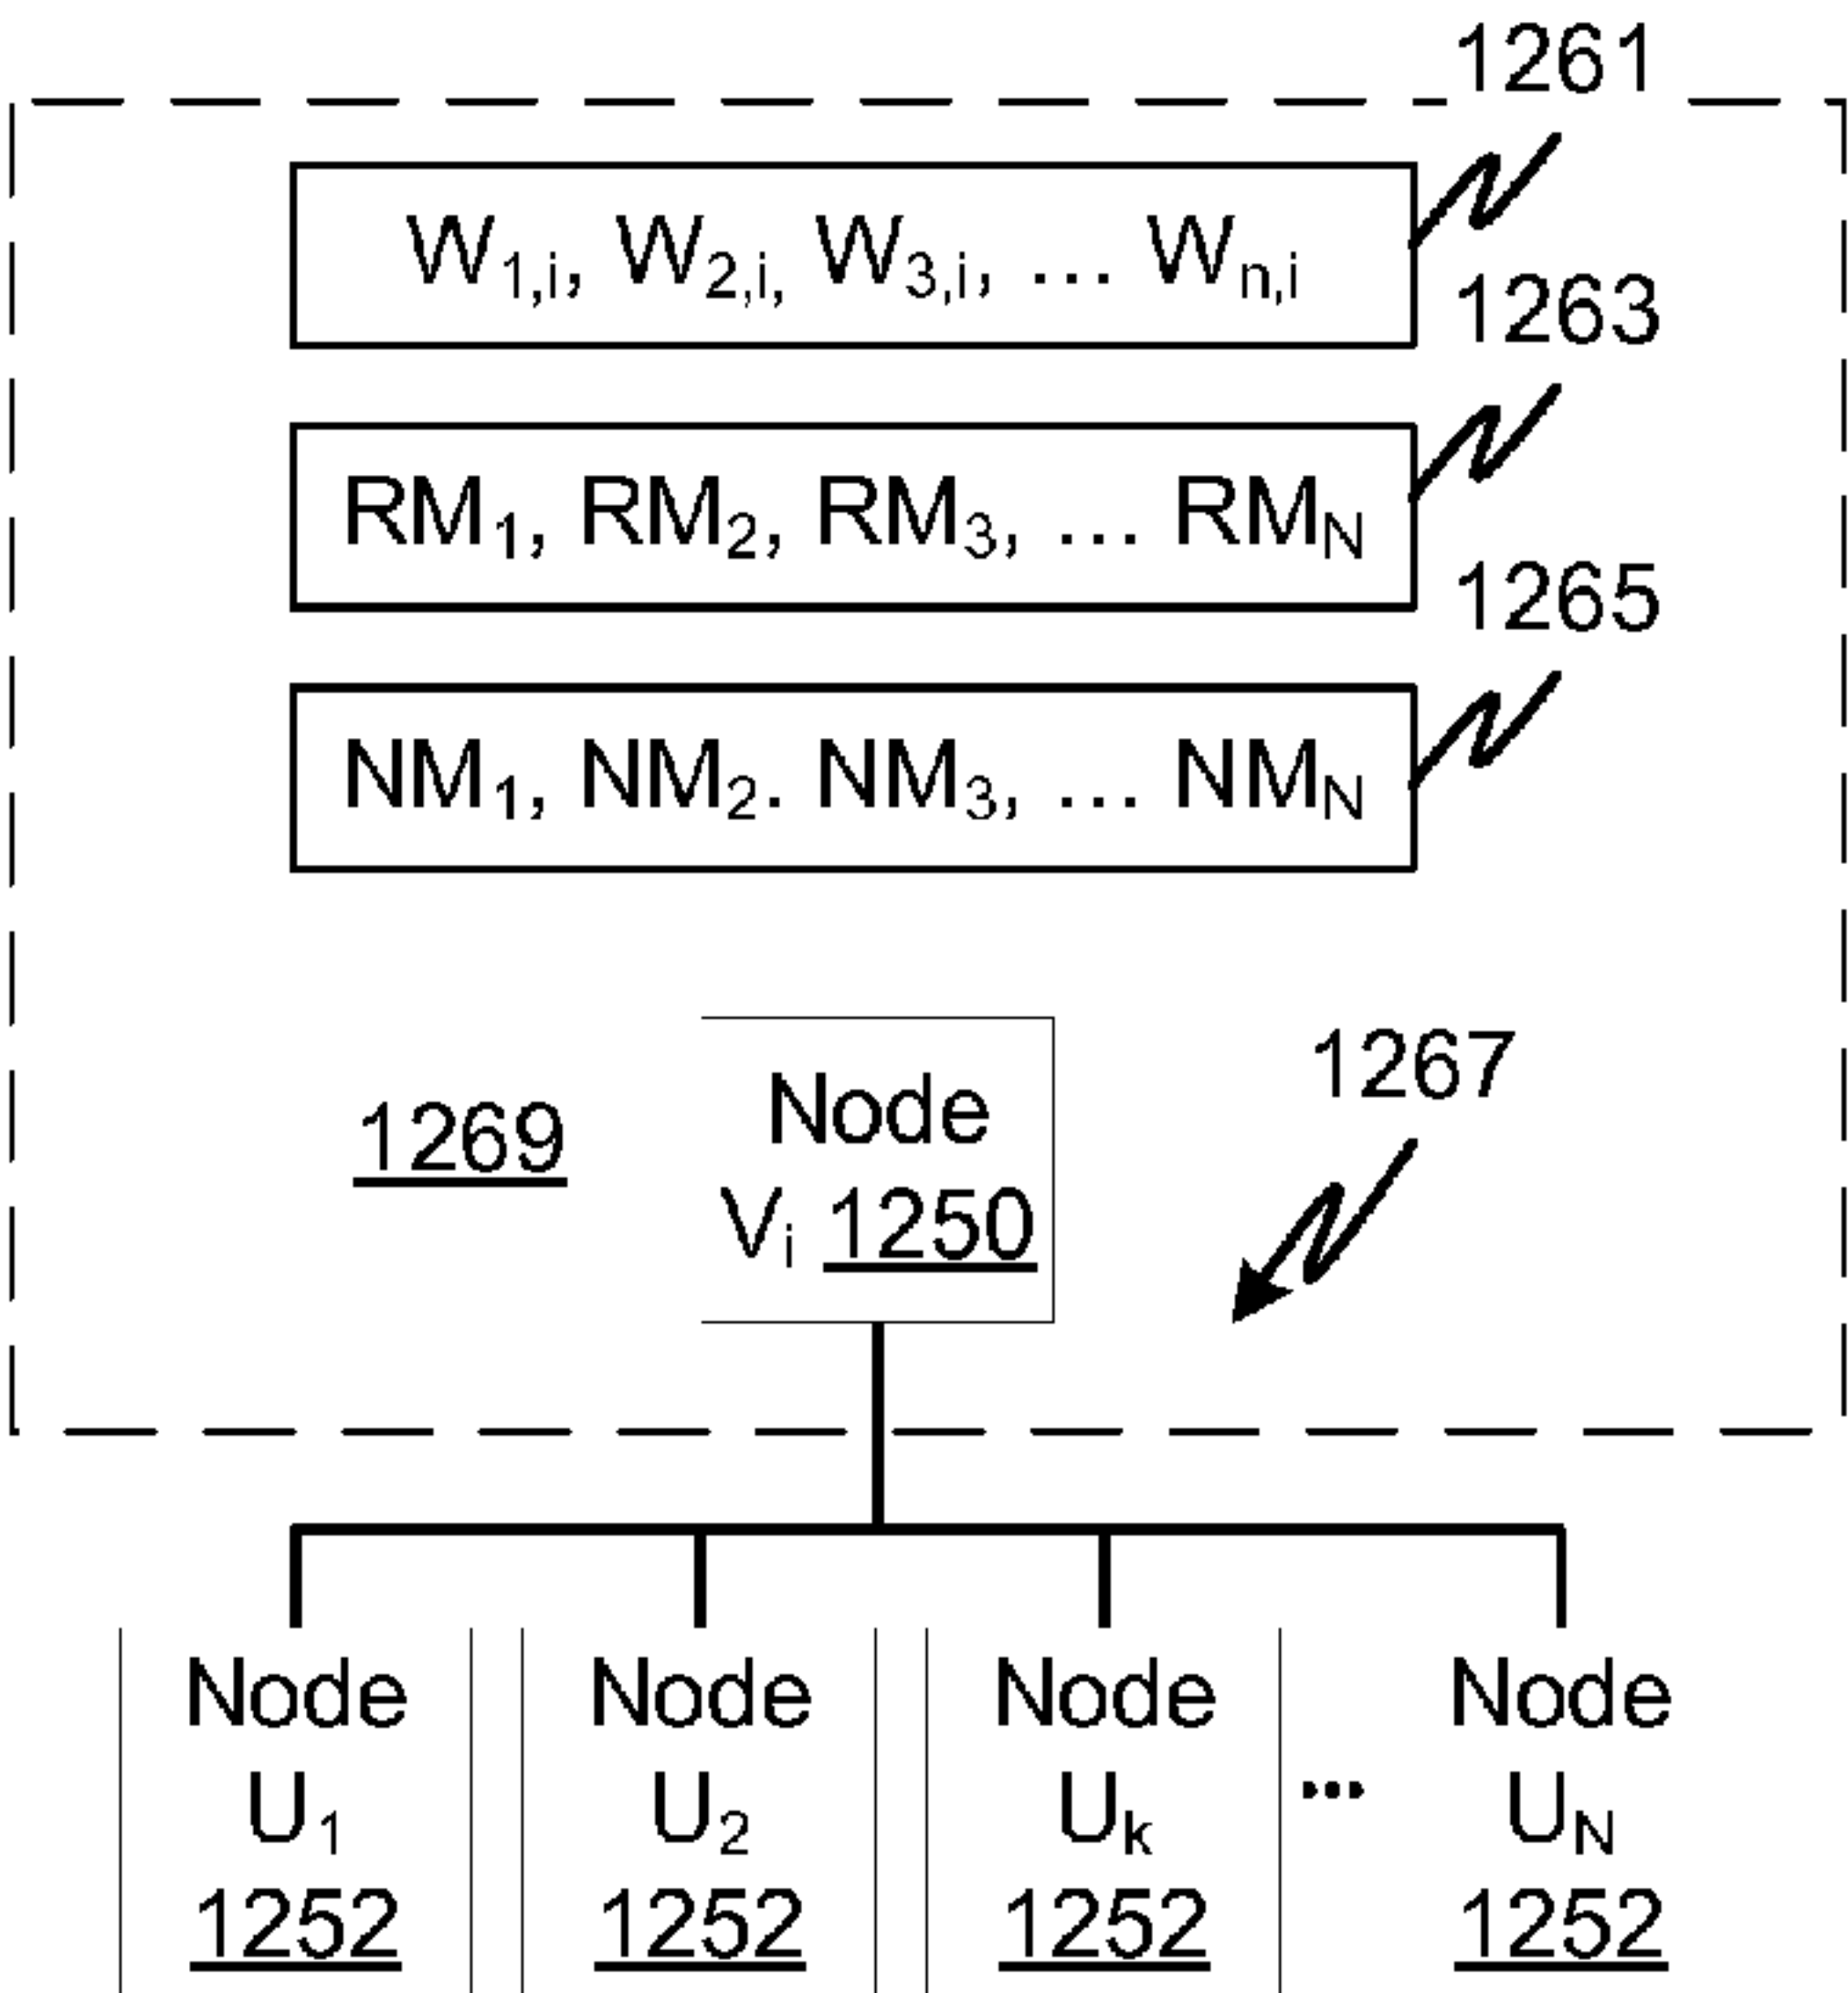 1261
W1,i, W2,i, W3,i, ... Wn,i
1263
RM1, RM2, RM3, ... RMN
1265
NM1, NM2. NM3, ... NMN
1267
1269
Node
Vi 1250
Node Node Node Node
U1 U2 Uk ... UN
1252 1252 1252 1252